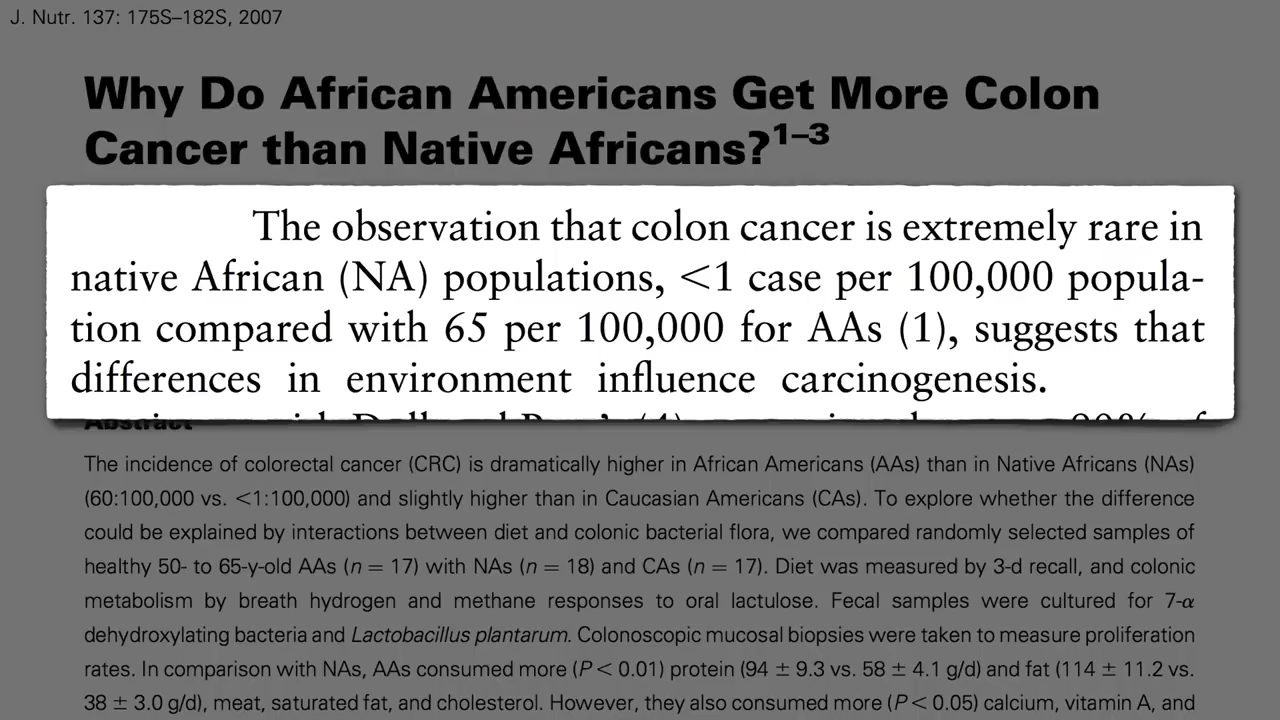 J. Nutr. 137: 175S–182S, 2007
Why Do African Americans Get More Colon
Cancer than Native Africans?1–3
The observation that colon cancer is extremely rare in
native African (NA) populations, <1 case per 100,000 popula-
tion compared with 65 per 100,000 for AAs (1), suggests that
differences in environment influence carcinogenesis.
Abstract
The incidence of colorectal cancer (CRC) is dramatically higher in African Americans (AAs) than in Native Africans (NAs)
(60:100,000 vs. <1:100,000) and slightly higher than in Caucasian Americans (CAs). To explore whether the difference
could be explained by interactions between diet and colonic bacterial flora, we compared randomly selected samples of
healthy 50- to 65-y-old AAs (n = 17) with NAs (n = 18) and CAs (n = 17). Diet was measured by 3-d recall, and colonic
metabolism by breath hydrogen and methane responses to oral lactulose. Fecal samples were cultured for 7-α
dehydroxylating bacteria and Lactobacillus plantarum. Colonoscopic mucosal biopsies were taken to measure proliferation
rates. In comparison with NAs, AAs consumed more (P < 0.01) protein (94 ± 9.3 vs. 58 ± 4.1 g/d) and fat (114 ± 11.2 vs.
38 ± 3.0 g/d), meat, saturated fat, and cholesterol. However, they also consumed more (P < 0.05) calcium, vitamin A, and